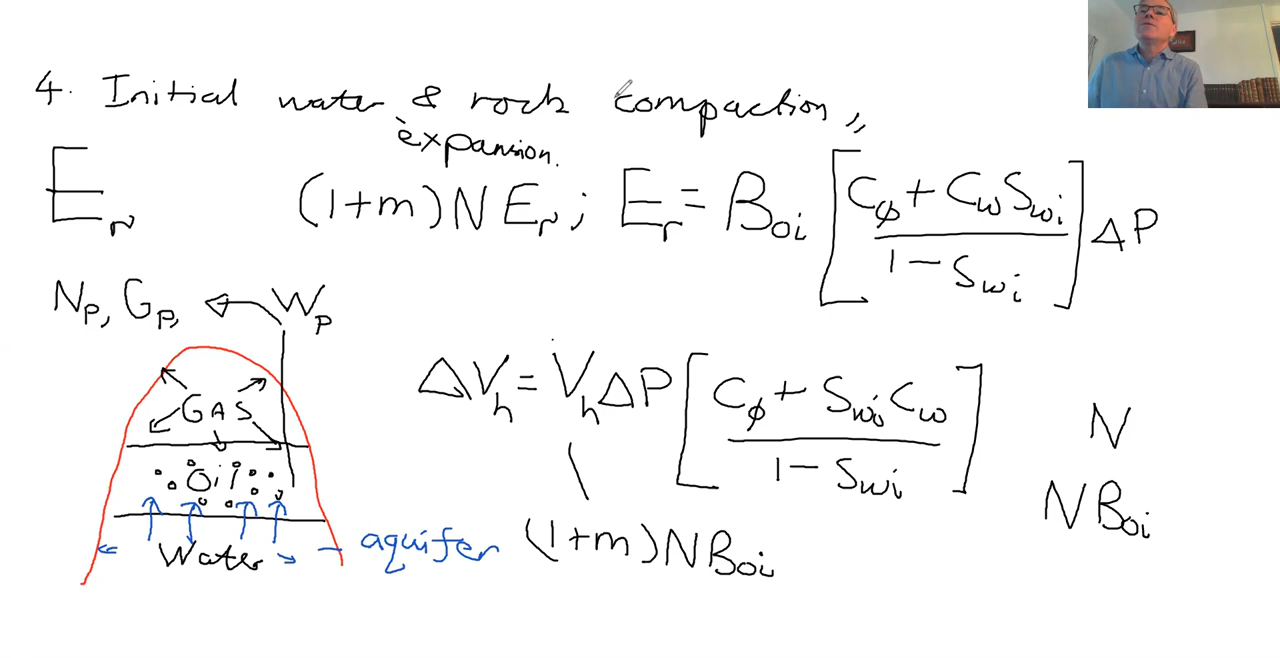 4. Initial water & rock compaction,,
expansion.
E_r (1+m) N E_r ; E_r = B_oi [ (C_ϕ + C_w S_wi) / (1 - S_wi) ] ΔP
N_P, G_P, W_P
ΔV_h = V_h ΔP [ (C_ϕ + S_wi C_w) / (1 - S_wi) ]
N
GAS
Oil
N B_oi
Water
aquifer
(1+m) N B_oi